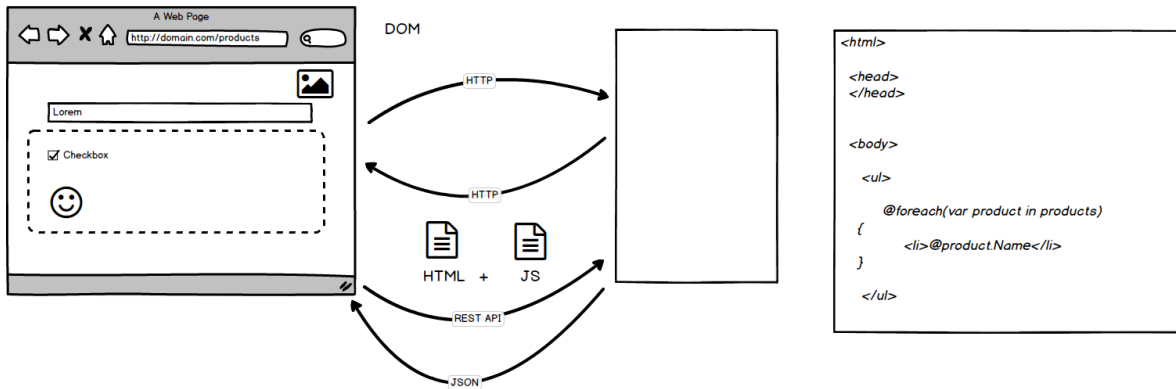 A Web Page
http://domain.com/products
Lorem
Checkbox
DOM
HTTP
HTTP
HTML + JS
REST API
JSON
<html>
<head>
</head>
<body>
<ul>
@foreach(var product in products)
{
<li>@product.Name</li>
}
</ul>